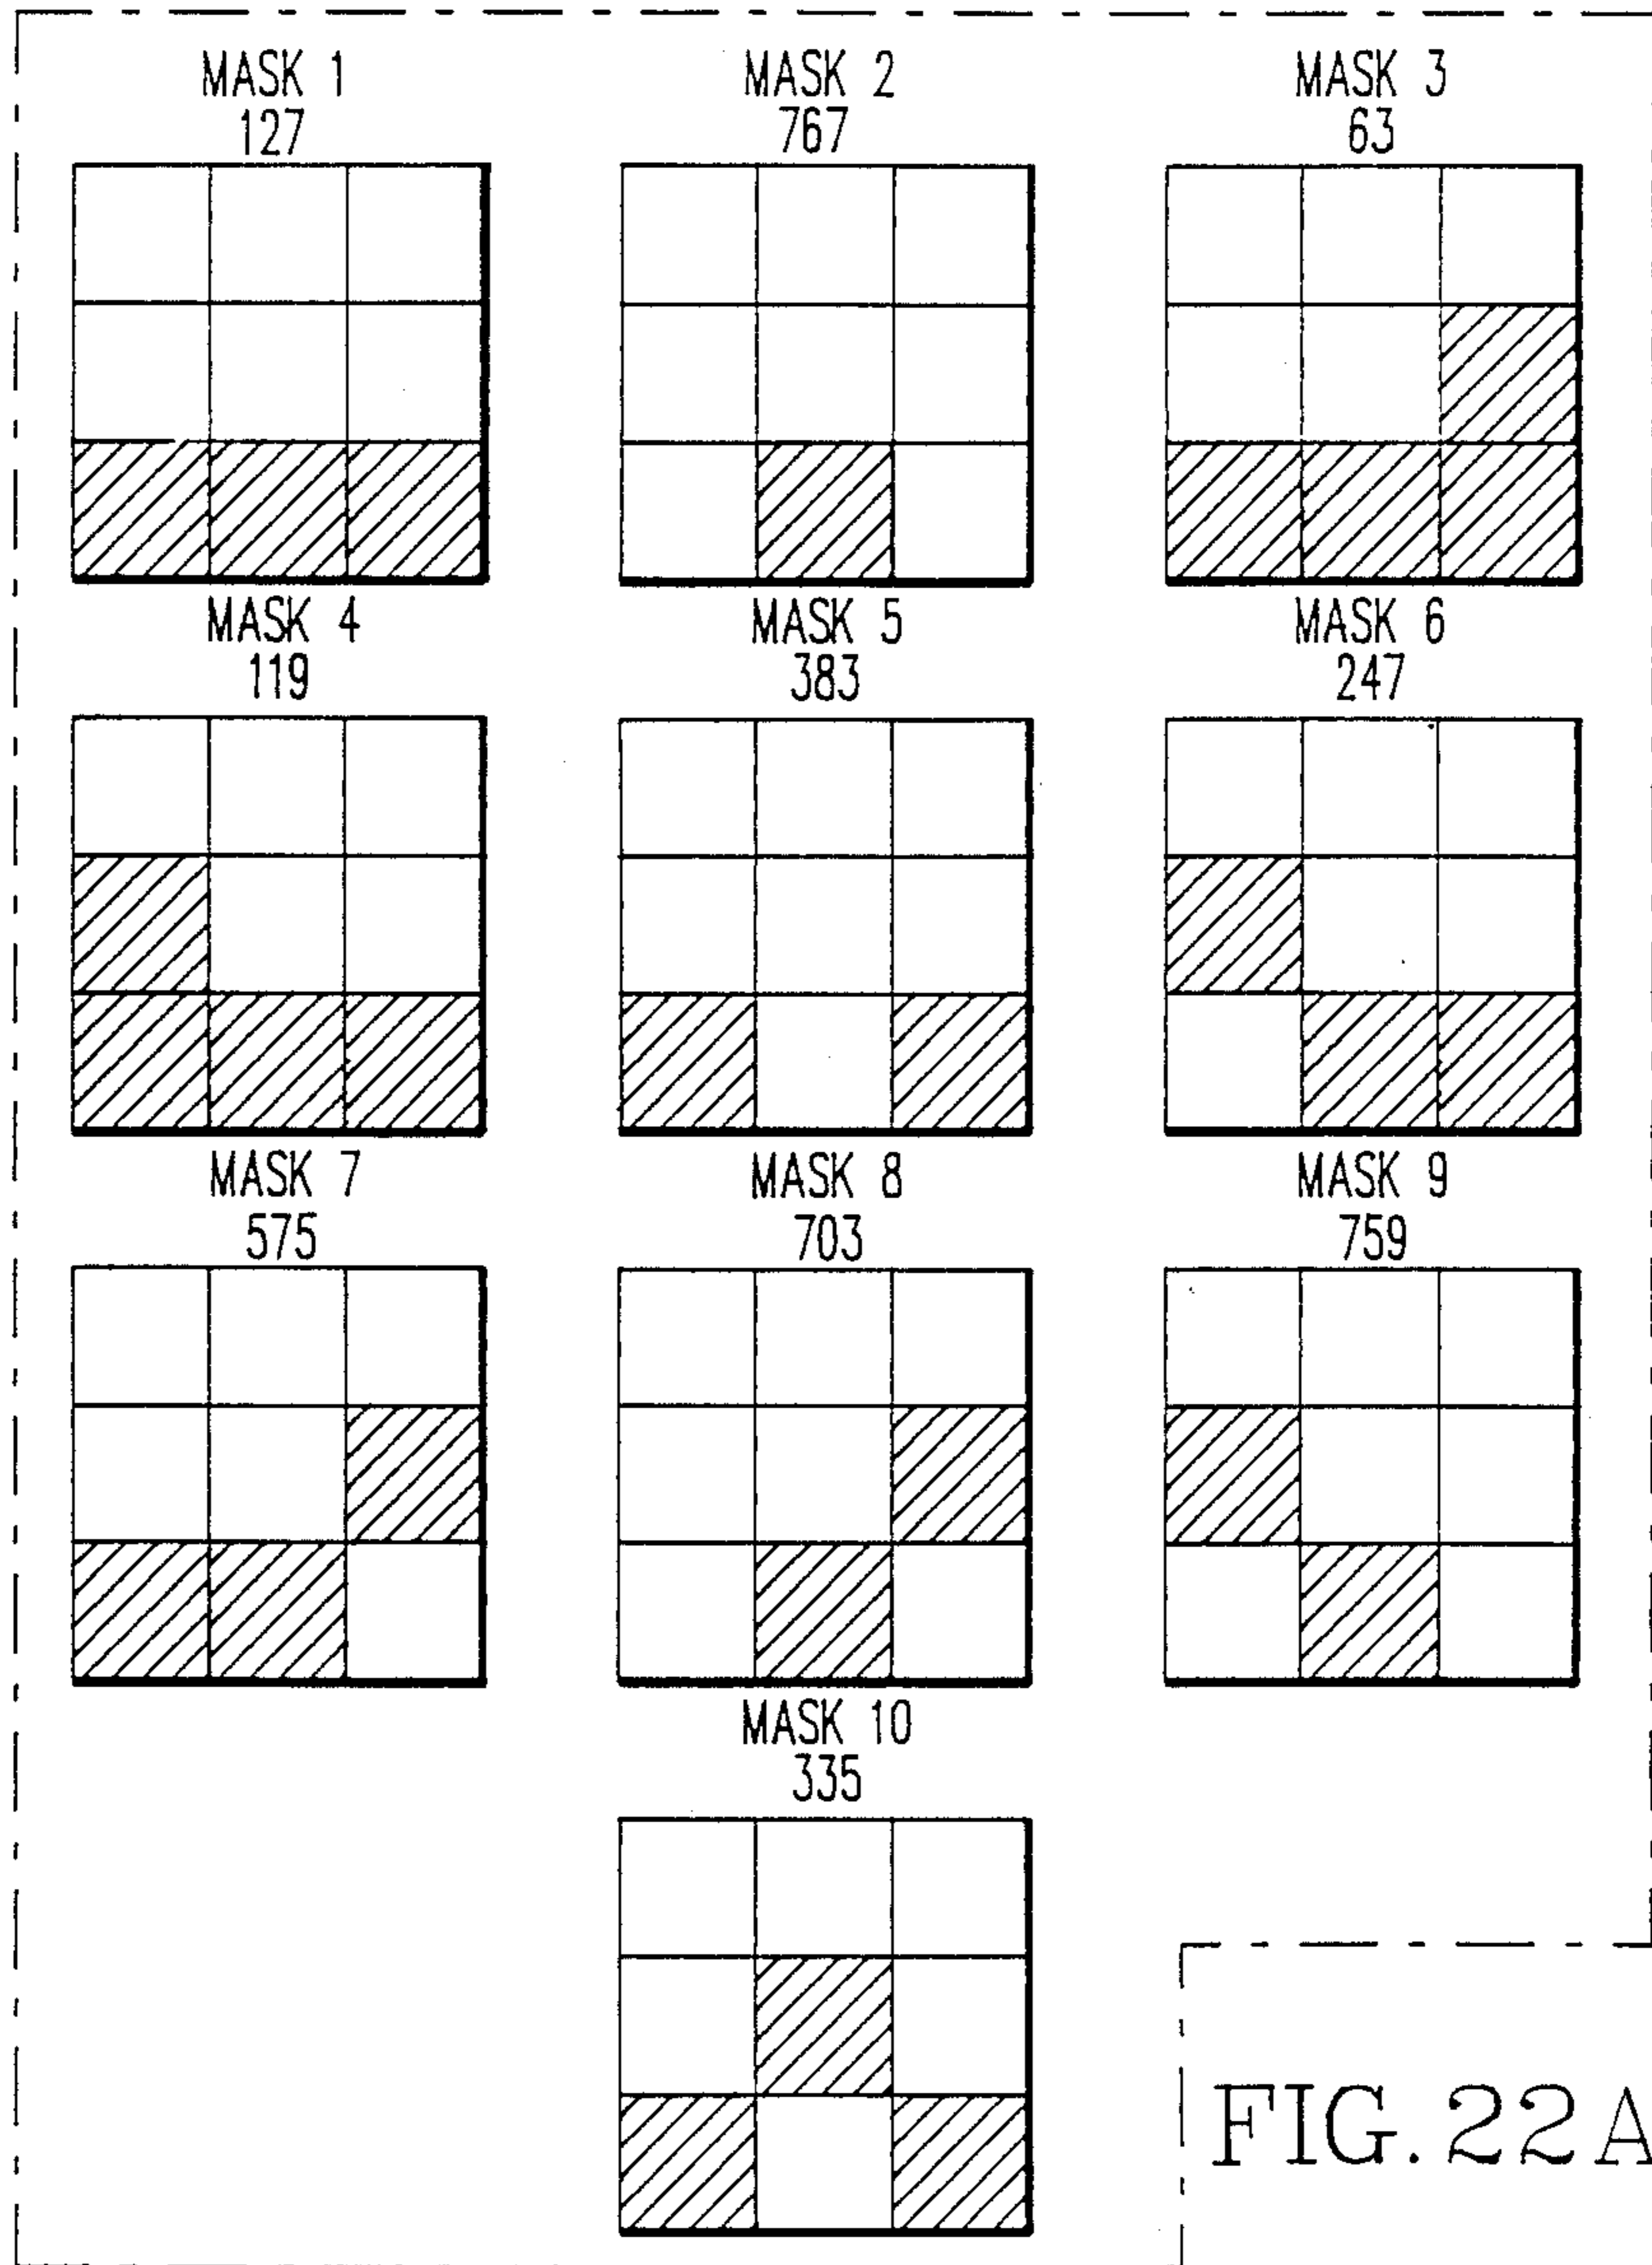 MASK 1
127
MASK 2
767
MASK 3
63
MASK 4
119
MASK 5
383
MASK 6
247
MASK 7
575
MASK 8
703
MASK 9
759
MASK 10
335
FIG. 22A